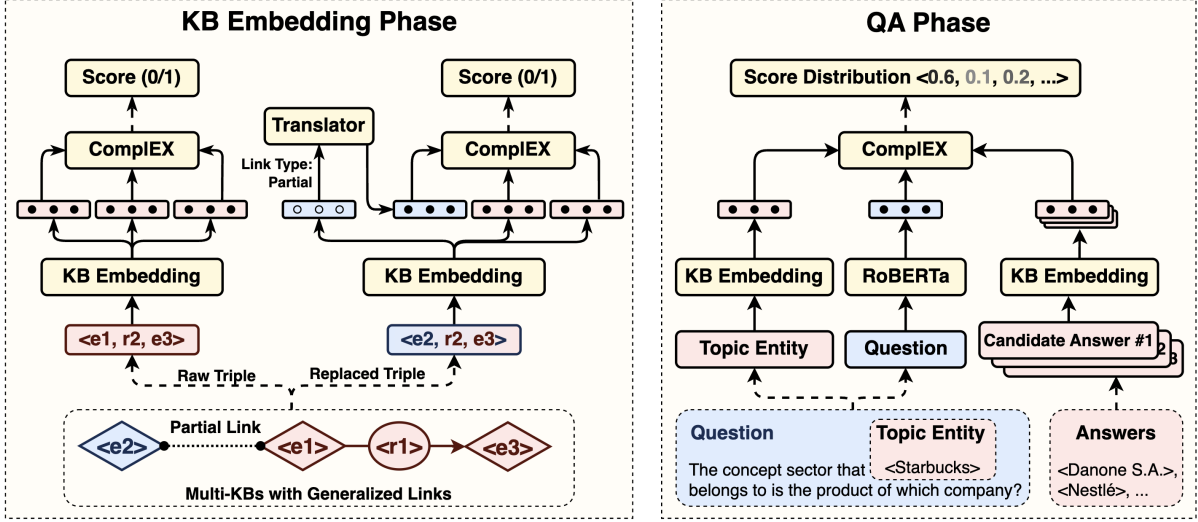 KB Embedding Phase
Score (0/1)
Score (0/1)
Translator
ComplEX
ComplEX
Link Type:
Partial
KB Embedding
KB Embedding
<e1, r2, e3>
<e2, r2, e3>
Raw Triple
Replaced Triple
Partial Link
<e2>
<e1>
<r1>
<e3>
Multi-KBs with Generalized Links
QA Phase
Score Distribution <0.6, 0.1, 0.2, ...>
ComplEX
KB Embedding
RoBERTa
KB Embedding
Topic Entity
Question
Candidate Answer #1
2
3
Question
Topic Entity
The concept sector that <Starbucks>
belongs to is the product of which company?
Answers
<Danone S.A.>,
<Nestlé>, ...